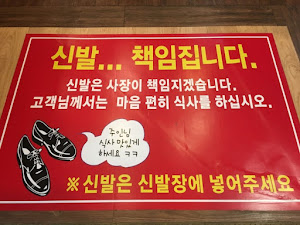 신발... 책임집니다.
신발은 사장이 책임지겠습니다.
고객님께서는 마음 편히 식사를 하십시오.
주인님
식사 맛있게
하세요 ㅋㅋ
※ 신발은 신발장에 넣어주세요